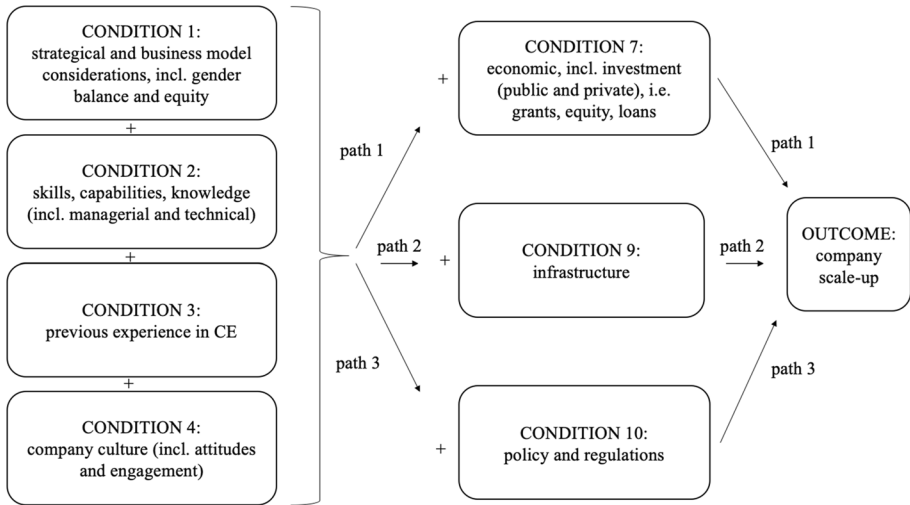 CONDITION 1:
strategical and business model
considerations, incl. gender
balance and equity
+
CONDITION 2:
skills, capabilities, knowledge
(incl. managerial and technical)
+
CONDITION 3:
previous experience in CE
+
CONDITION 4:
company culture (incl. attitudes
and engagement)
path 1
path 2
path 3
+
CONDITION 7:
economic, incl. investment
(public and private), i.e.
grants, equity, loans
+
CONDITION 9:
infrastructure
+
CONDITION 10:
policy and regulations
path 1
path 2
path 3
OUTCOME:
company
scale-up